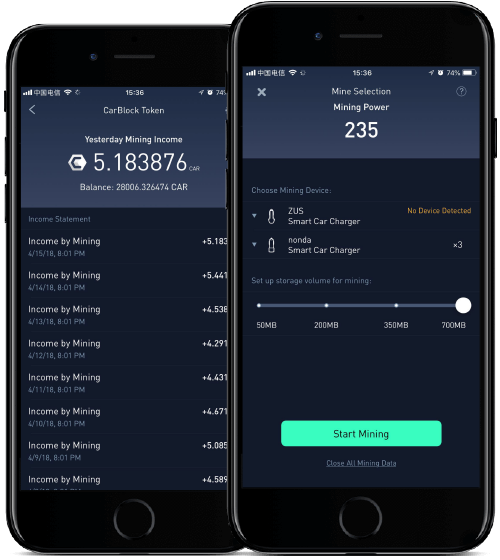 中国电信
15:36
74%
CarBlock Token
Yesterday Mining Income
5.183876 CAR
Balance: 28006.326474 CAR
Income Statement
Income by Mining
+5.183
4/15/18, 8:01 PM
Income by Mining
+5.441
4/14/18, 8:01 PM
Income by Mining
+4.538
4/13/18, 8:01 PM
Income by Mining
+4.291
4/12/18, 8:01 PM
Income by Mining
+4.431
4/11/18, 8:01 PM
Income by Mining
+4.671
4/10/18, 8:01 PM
Income by Mining
+5.085
4/9/18, 8:01 PM
Income by Mining
+4.589
中国电信
15:36
74%
Mine Selection
?
Mining Power
235
Choose Mining Device:
ZUS
Smart Car Charger
No Device Detected
nonda
Smart Car Charger
×3
Set up storage volume for mining:
50MB 200MB 350MB 700MB
Start Mining
Close All Mining Data